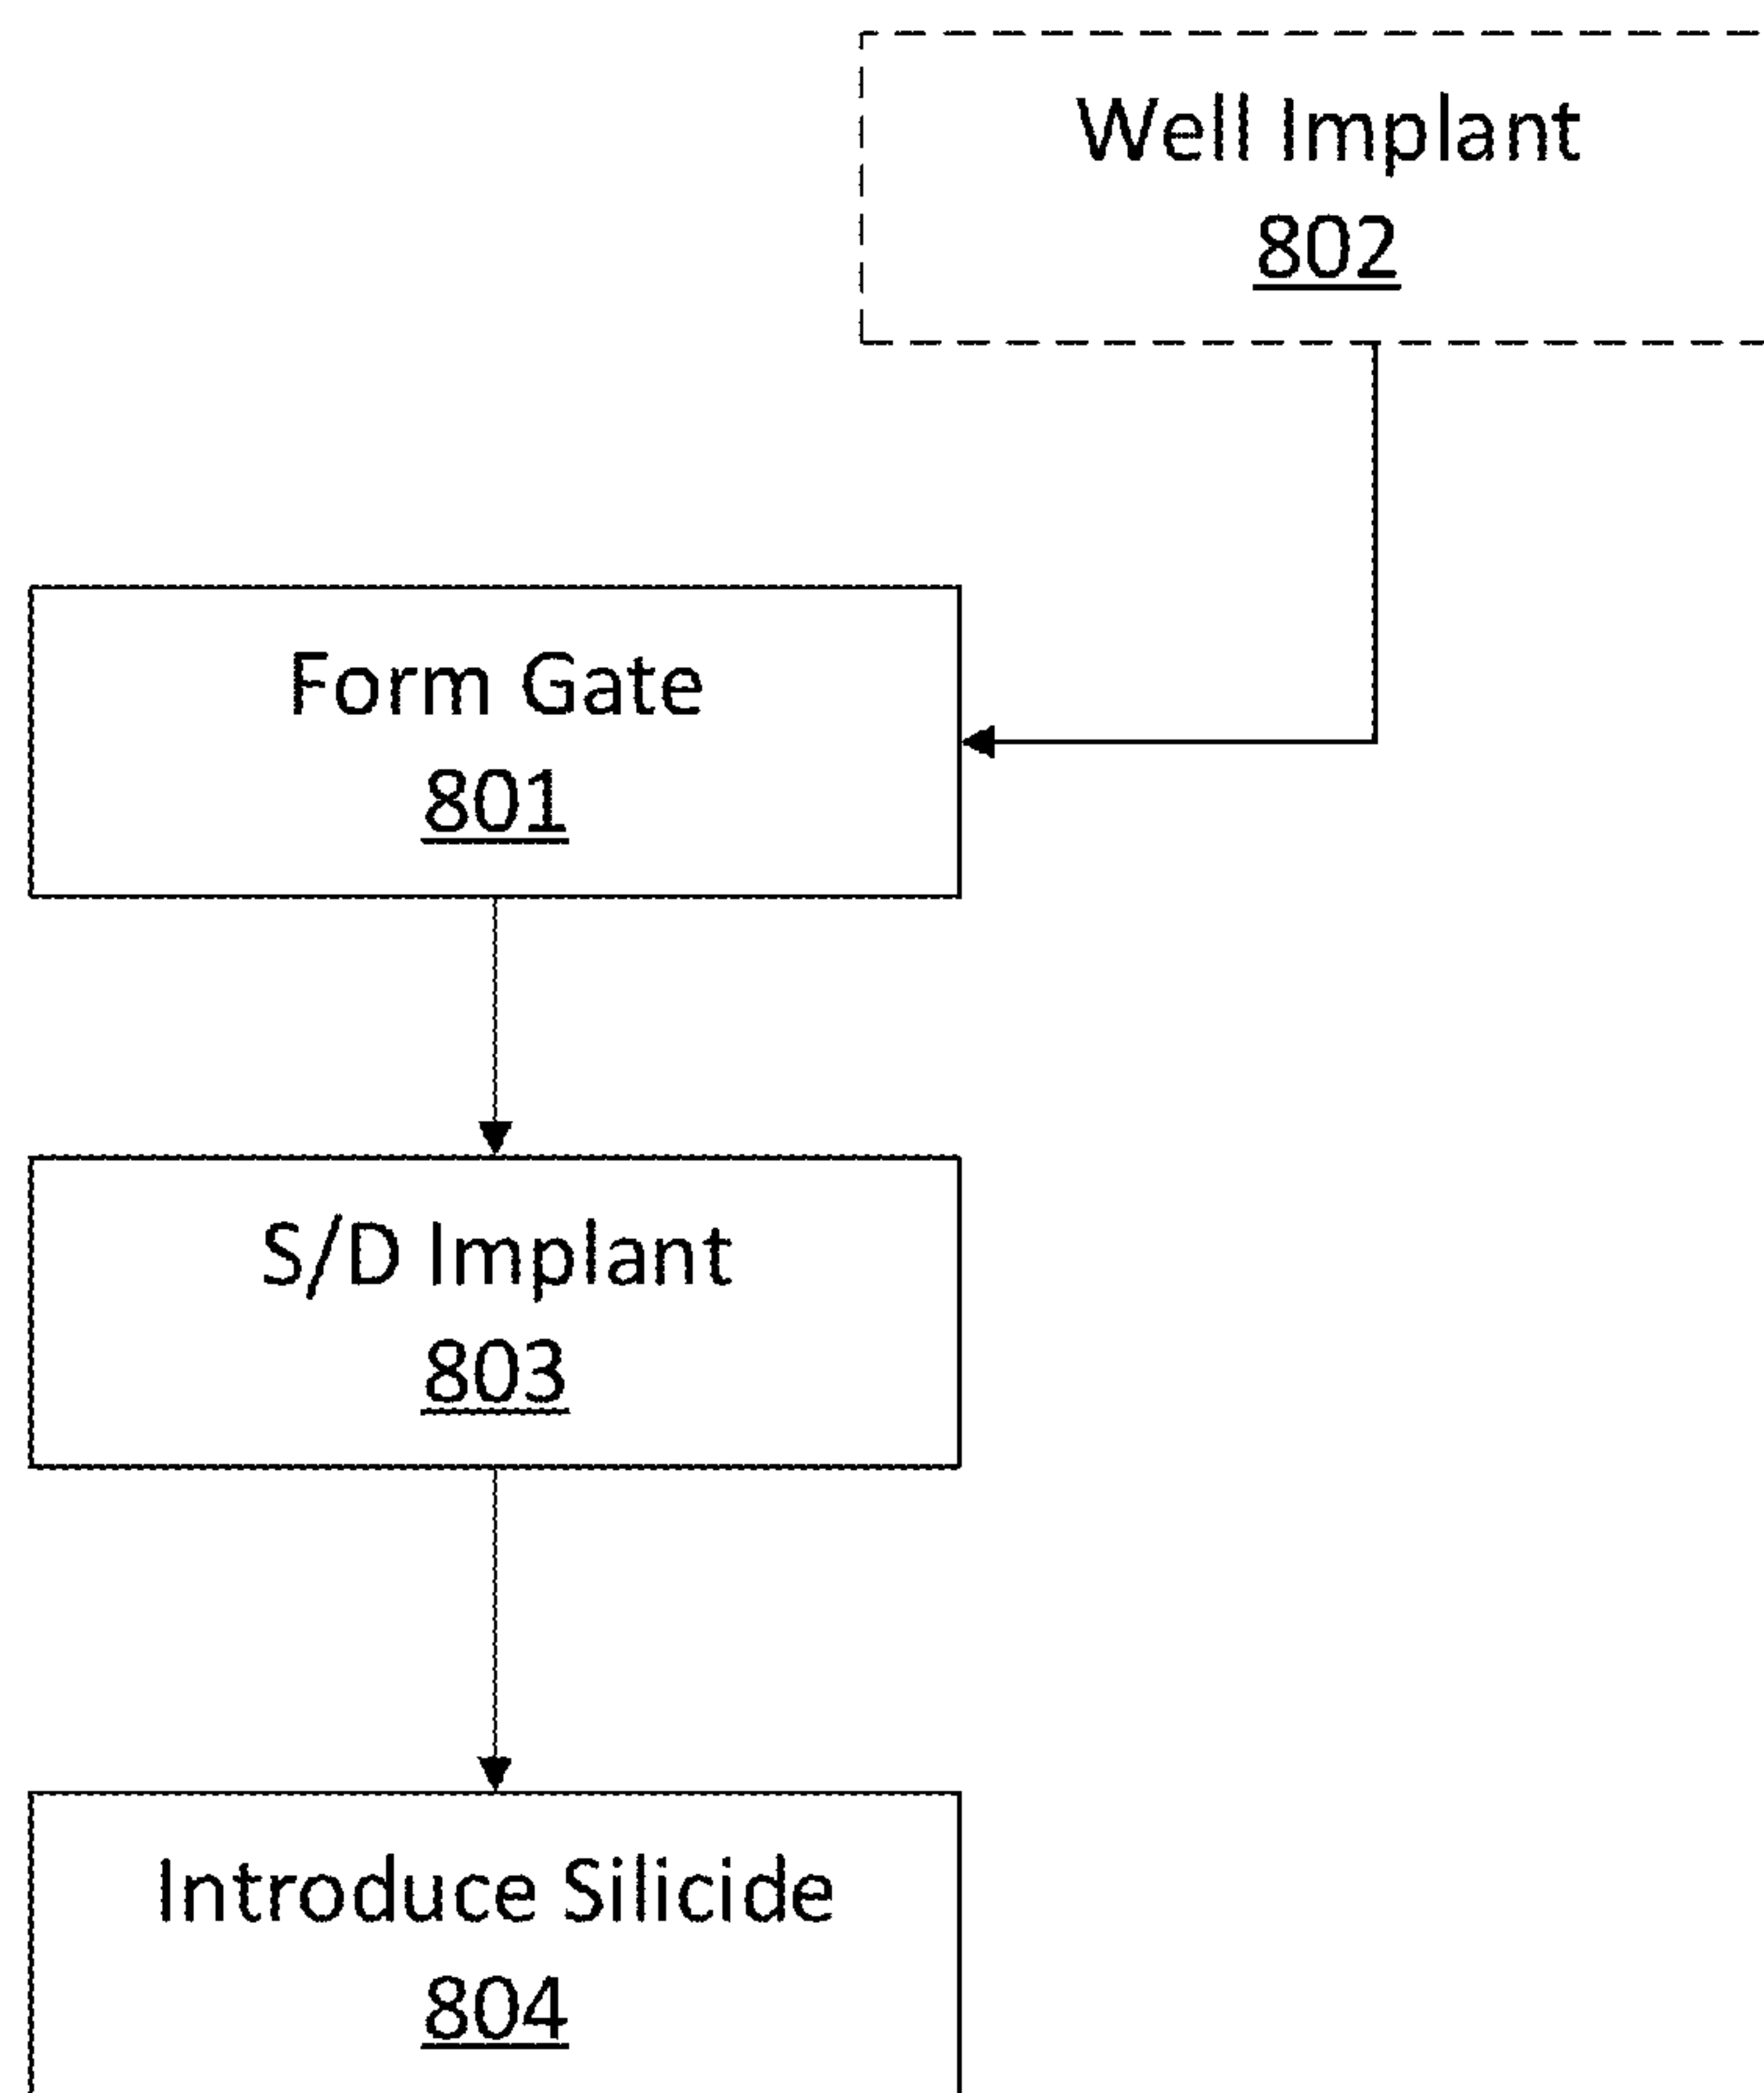 Well Implant
802
Form Gate
801
S/D Implant
803
Introduce Silicide
804